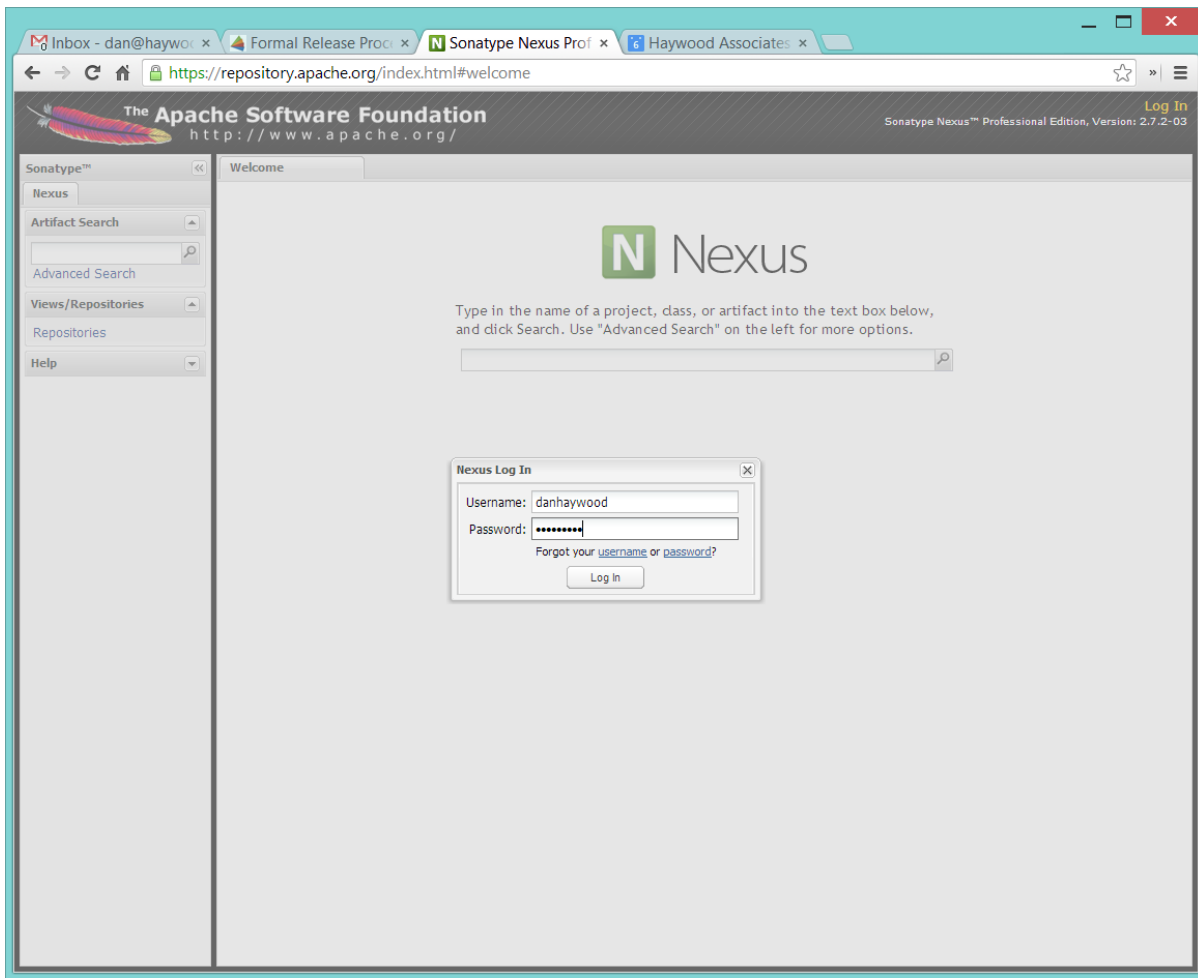 Inbox - dan@haywoc
Formal Release Proc
Sonatype Nexus Prof
6 Haywood Associates
https://repository.apache.org/index.html#welcome
The Apache Software Foundation
http://www.apache.org/
Log In
Sonatype Nexus™ Professional Edition, Version: 2.7.2-03
Sonatype™
Welcome
Nexus
Artifact Search
Advanced Search
Views/Repositories
Repositories
Help
N Nexus
Type in the name of a project, class, or artifact into the text box below,
and click Search. Use "Advanced Search" on the left for more options.
Nexus Log In
Username: danhaywood
Password: •••••••••
Forgot your username or password?
Log In